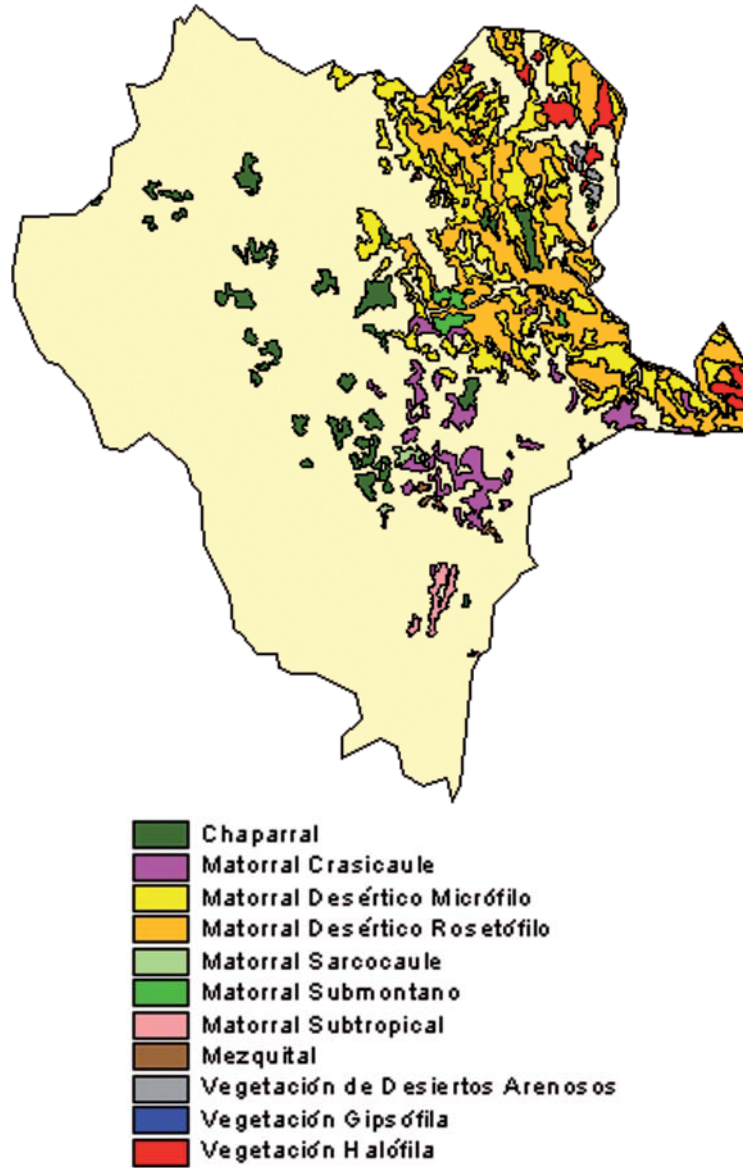 Chaparral
Matorral Crasicaule
Matorral Desértico Micrófilo
Matorral Desértico Rosetófilo
Matorral Sarcocaule
Matorral Submontano
Matorral Subtropical
Mezquital
Vegetación de Desiertos Arenosos
Vegetación Gipsófila
Vegetación Halófila